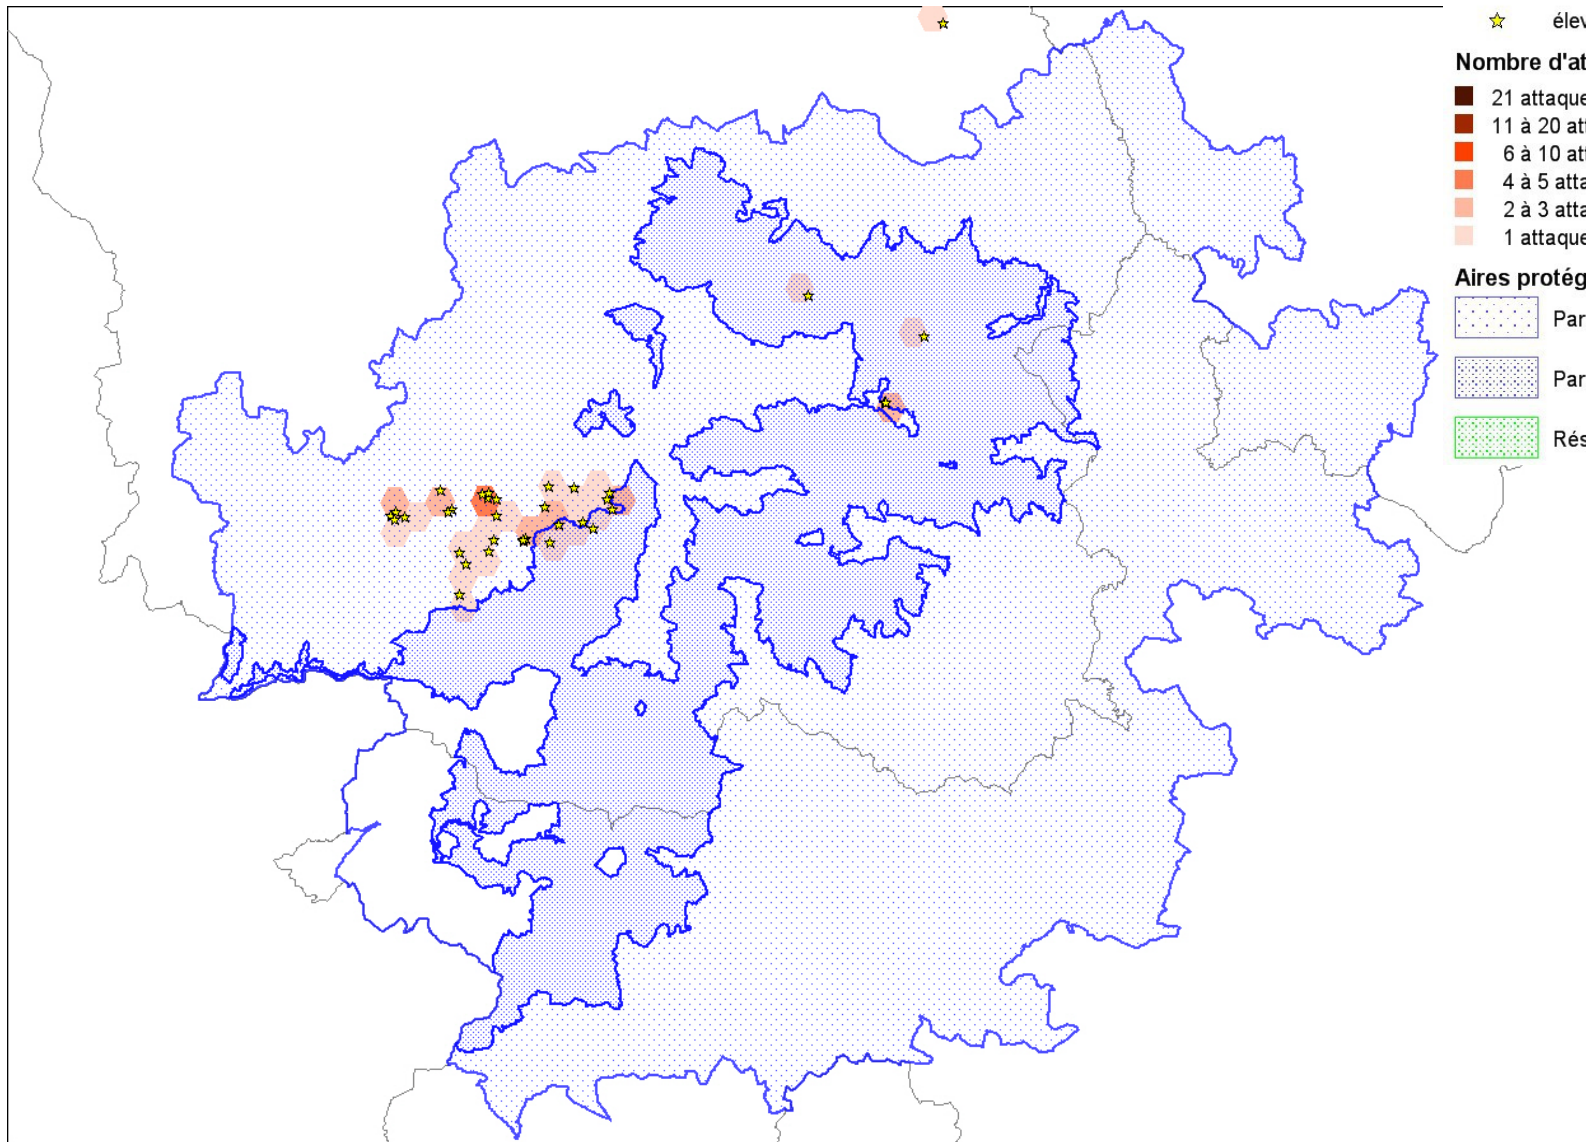 élev
Nombre d'at
21 attaque
11 à 20 att
6 à 10 att
4 à 5 atta
2 à 3 atta
1 attaque
Aires protég
Par
Par
Rés